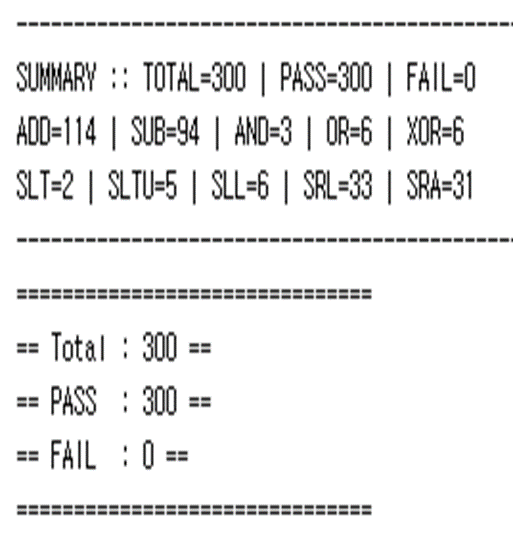 --------------------------------------------
SUMMARY :: TOTAL=300 | PASS=300 | FAIL=0
ADD=114 | SUB=94 | AND=3 | OR=6 | XOR=6
SLT=2 | SLTU=5 | SLL=6 | SRL=33 | SRA=31
--------------------------------------------
===============================
== Total : 300 ==
== PASS  : 300 ==
== FAIL  : 0 ==
===============================